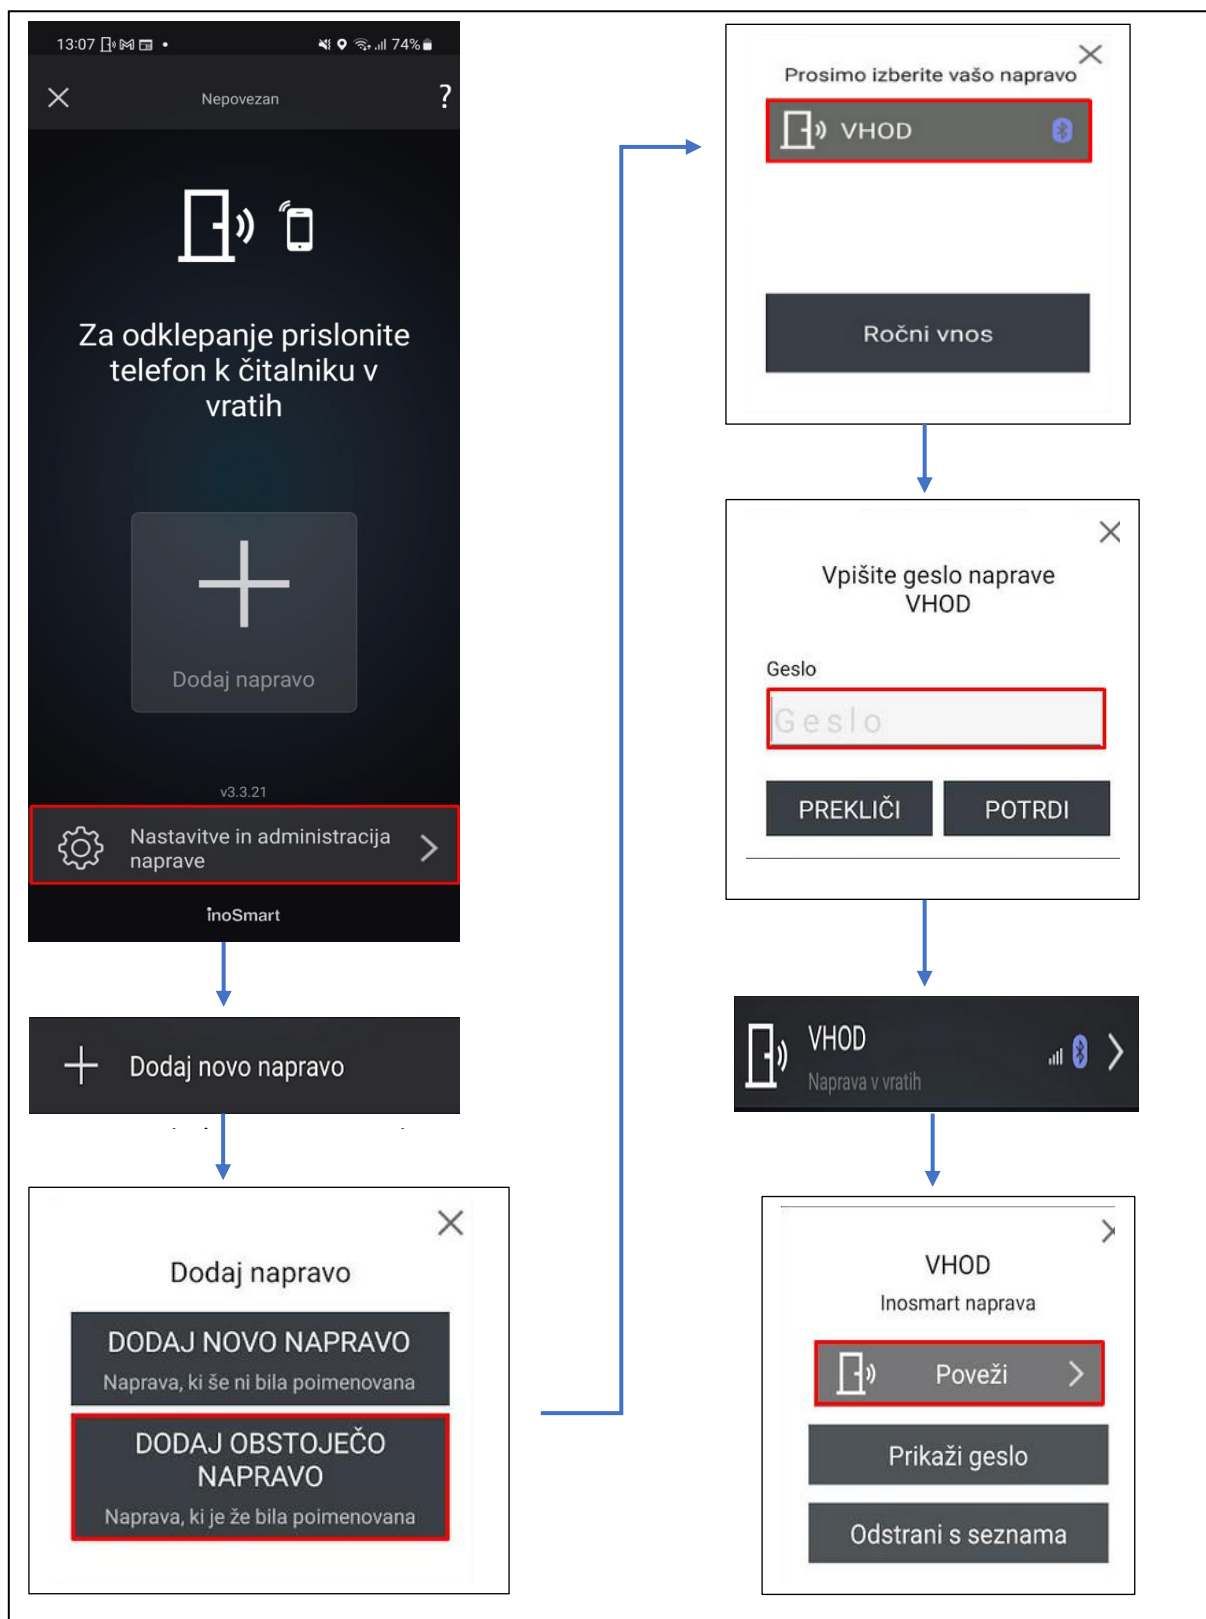 13:07
74%
Nepovezan
?
Za odklepanje prislonite
telefon k čitalniku v
vratih
Dodaj napravo
v3.3.21
Nastavitve in administracija
naprave
inoSmart
Dodaj novo napravo
Dodaj napravo
DODAJ NOVO NAPRAVO
Naprava, ki še ni bila poimenovana
DODAJ OBSTOJEČO
NAPRAVO
Naprava, ki je že bila poimenovana
Prosimo izberite vašo napravo
VHOD
Ročni vnos
Vpišite geslo naprave
VHOD
Geslo
Geslo
PREKLIČI POTRDI
VHOD
Naprava v vratih
VHOD
Inosmart naprava
Poveži
Prikaži geslo
Odstrani s seznama